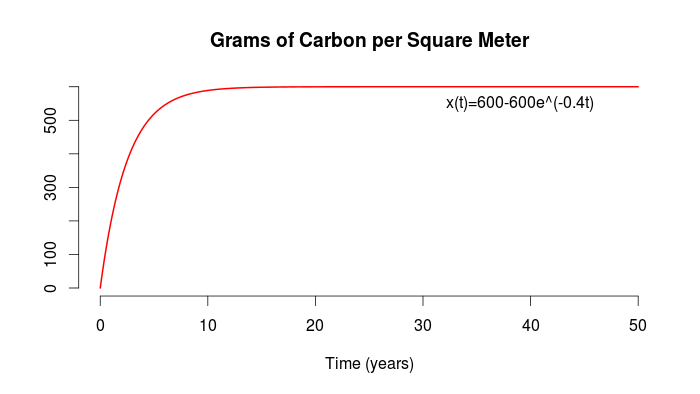 Grams of Carbon per Square Meter
x(t)=600-600e^(-0.4t)
500
300
100
0
0 10 20 30 40 50
Time (years)